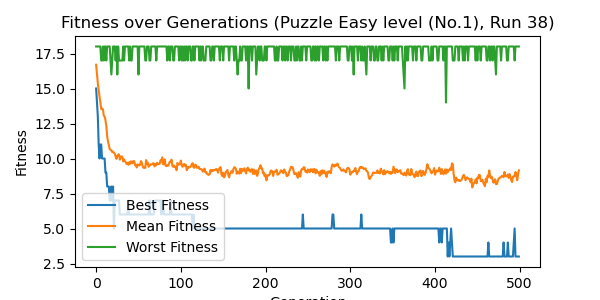 Fitness over Generations (Puzzle Easy level (No.1), Run 38)
Fitness
17.5
15.0
12.5
10.0
7.5
5.0
2.5
Best Fitness
Mean Fitness
Worst Fitness
0
100
200
300
400
500
Generation